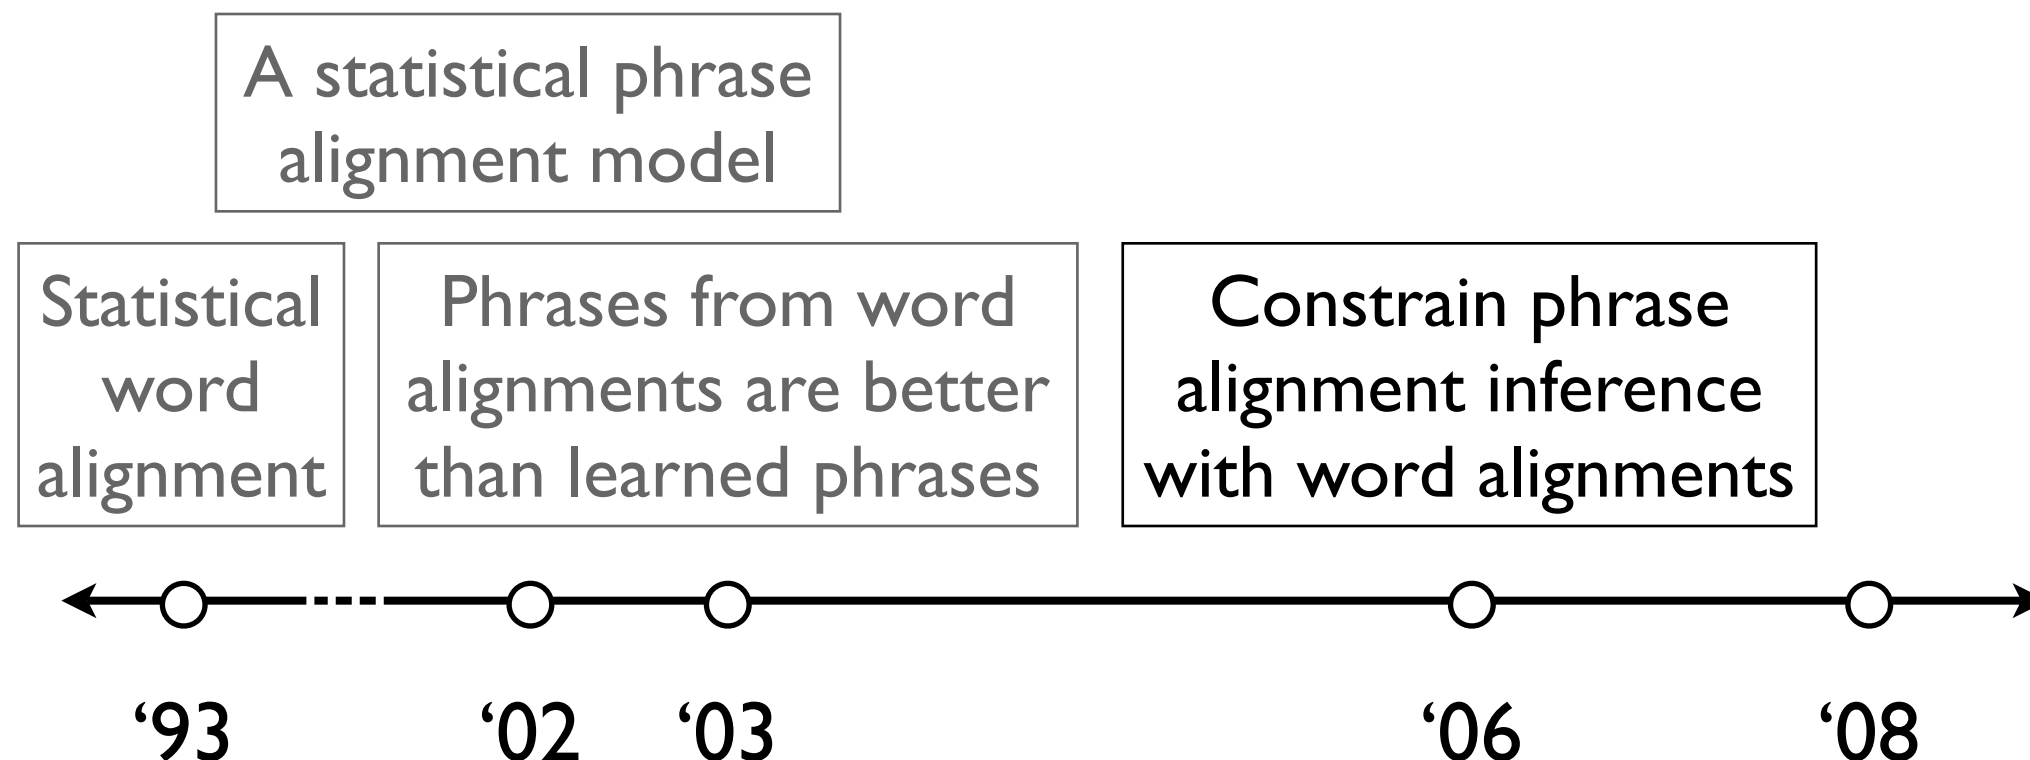 A statistical phrase
alignment model
Statistical
word
alignment
Phrases from word
alignments are better
than learned phrases
Constrain phrase
alignment inference
with word alignments
‘93
‘02
‘03
‘06
‘08